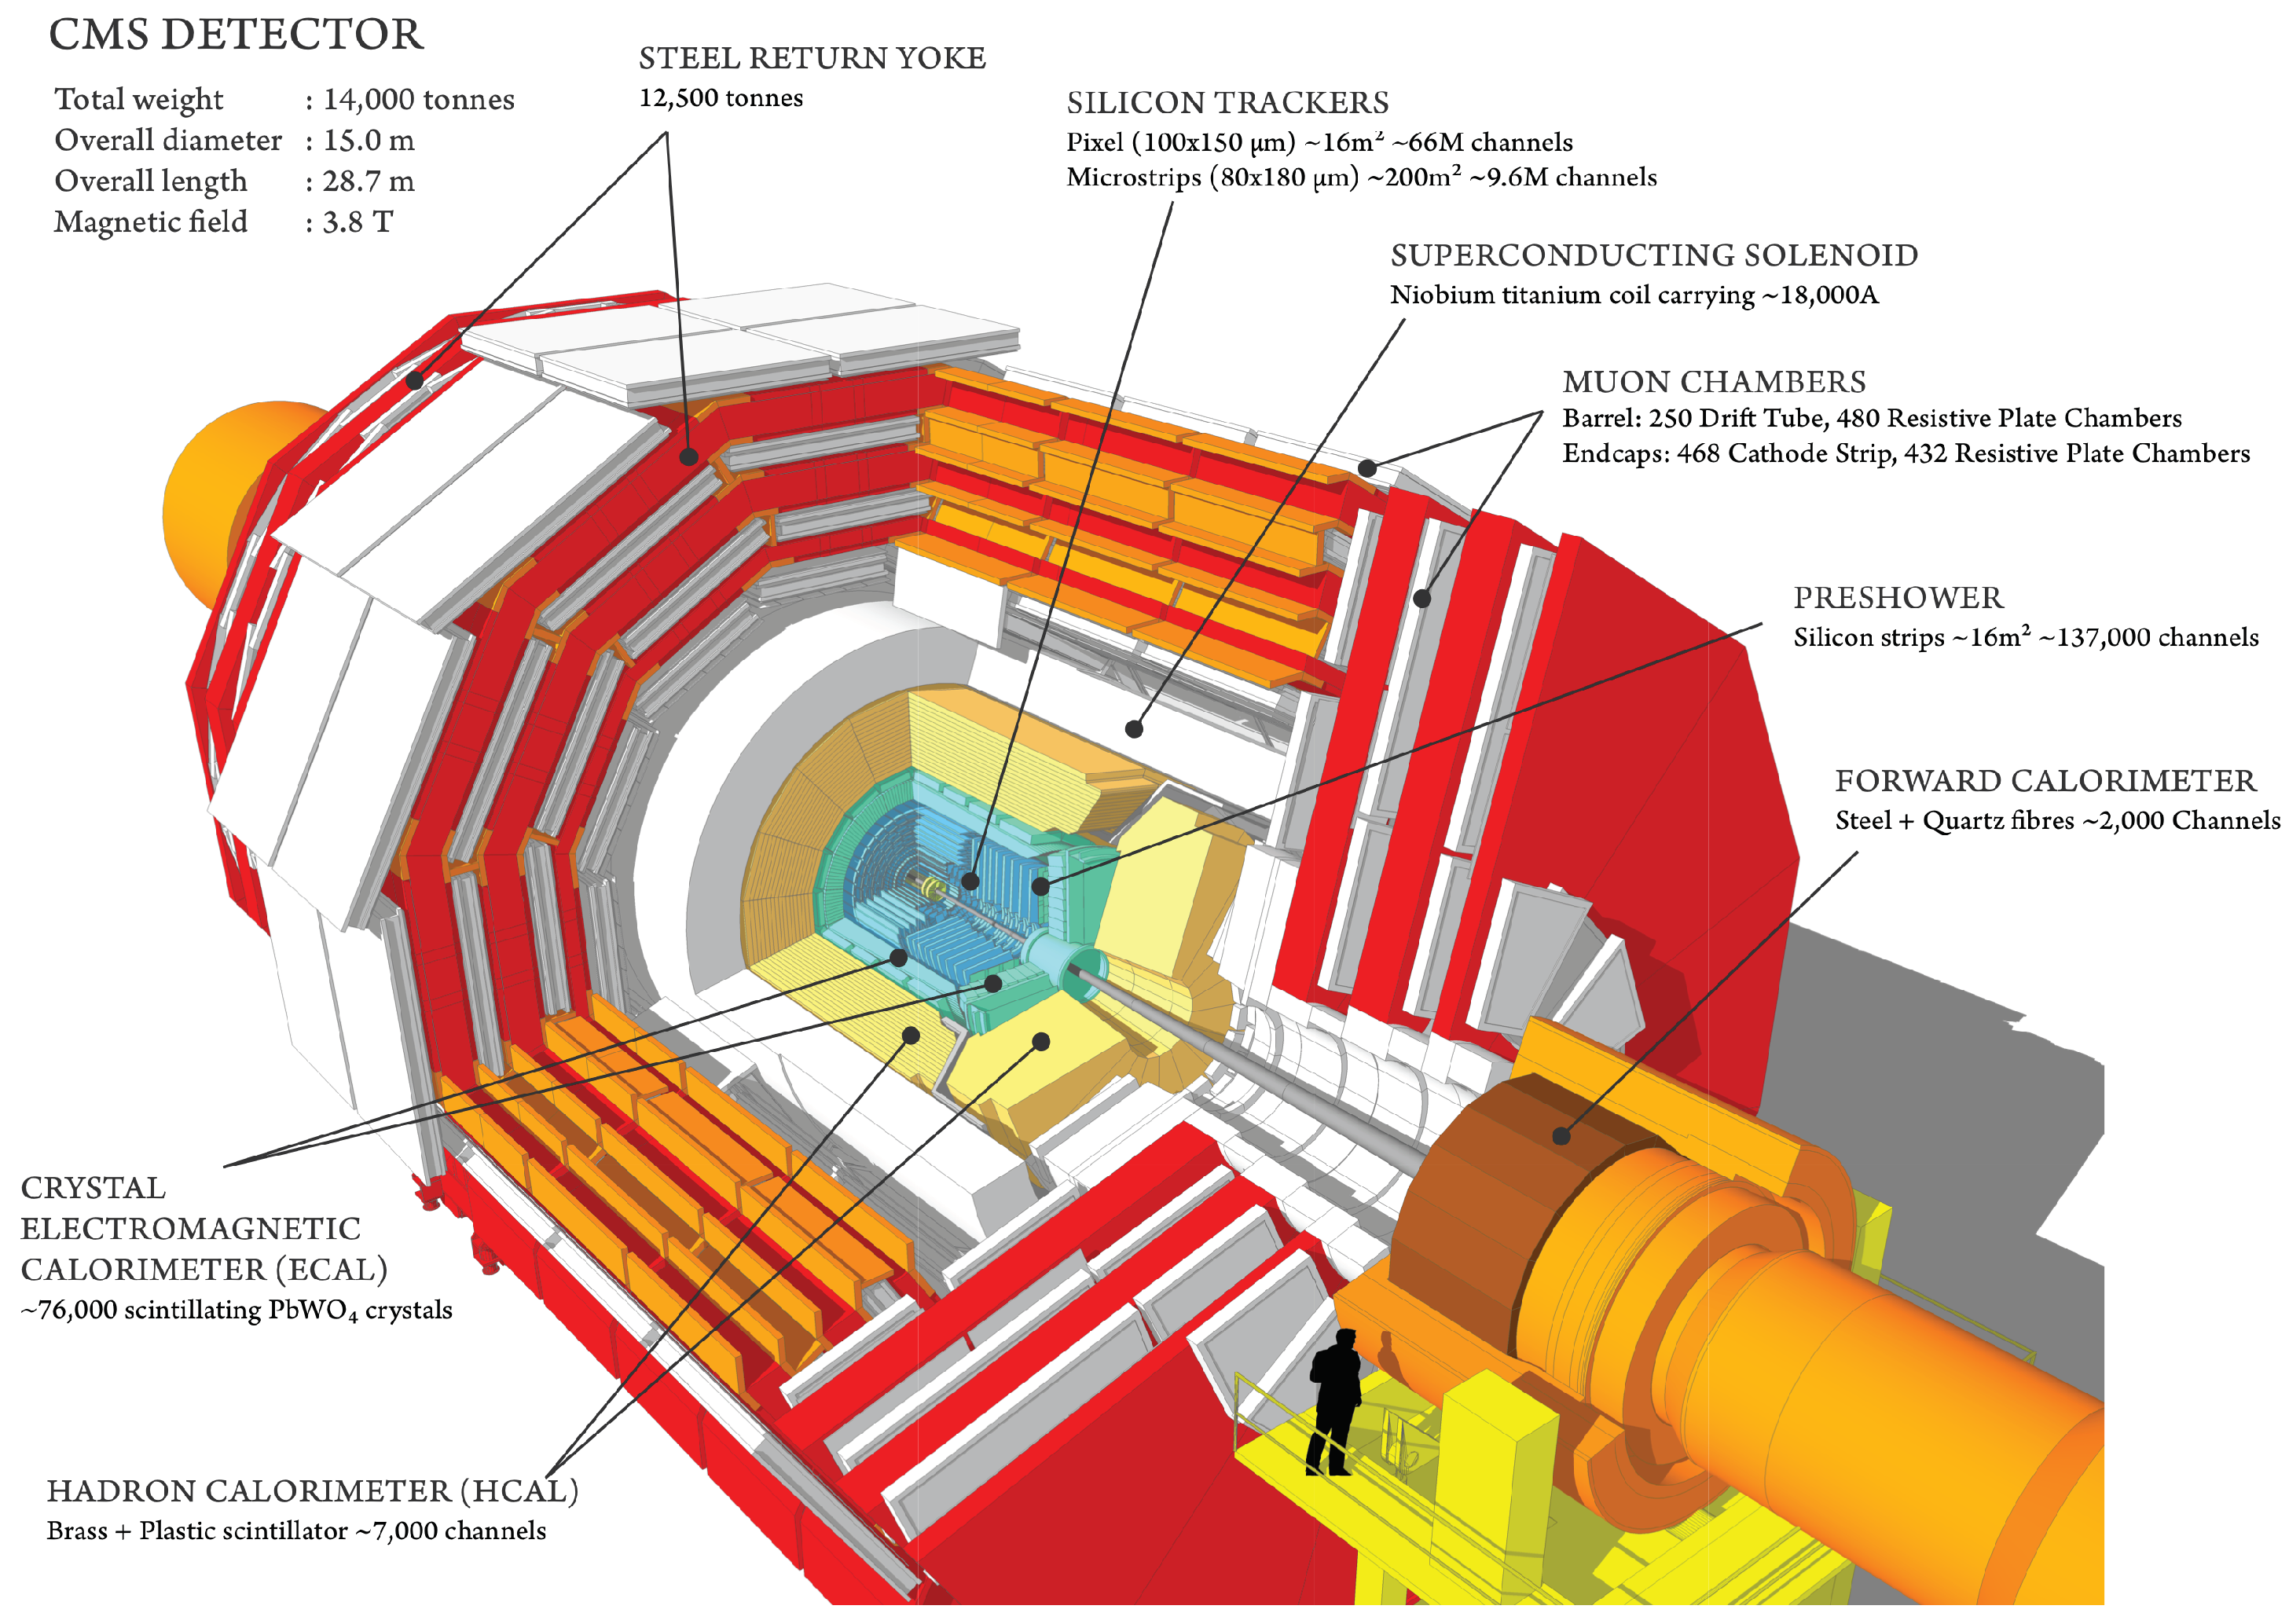 CMS DETECTOR
Total weight : 14,000 tonnes
Overall diameter : 15.0 m
Overall length : 28.7 m
Magnetic field : 3.8 T
STEEL RETURN YOKE
12,500 tonnes
SILICON TRACKERS
Pixel (100x150 μm) ~16m² ~66M channels
Microstrips (80x180 μm) ~200m² ~9.6M channels
SUPERCONDUCTING SOLENOID
Niobium titanium coil carrying ~18,000A
MUON CHAMBERS
Barrel: 250 Drift Tube, 480 Resistive Plate Chambers
Endcaps: 468 Cathode Strip, 432 Resistive Plate Chambers
PRESHOWER
Silicon strips ~16m² ~137,000 channels
FORWARD CALORIMETER
Steel + Quartz fibres ~2,000 Channels
CRYSTAL
ELECTROMAGNETIC
CALORIMETER (ECAL)
~76,000 scintillating PbWO₄ crystals
HADRON CALORIMETER (HCAL)
Brass + Plastic scintillator ~7,000 channels